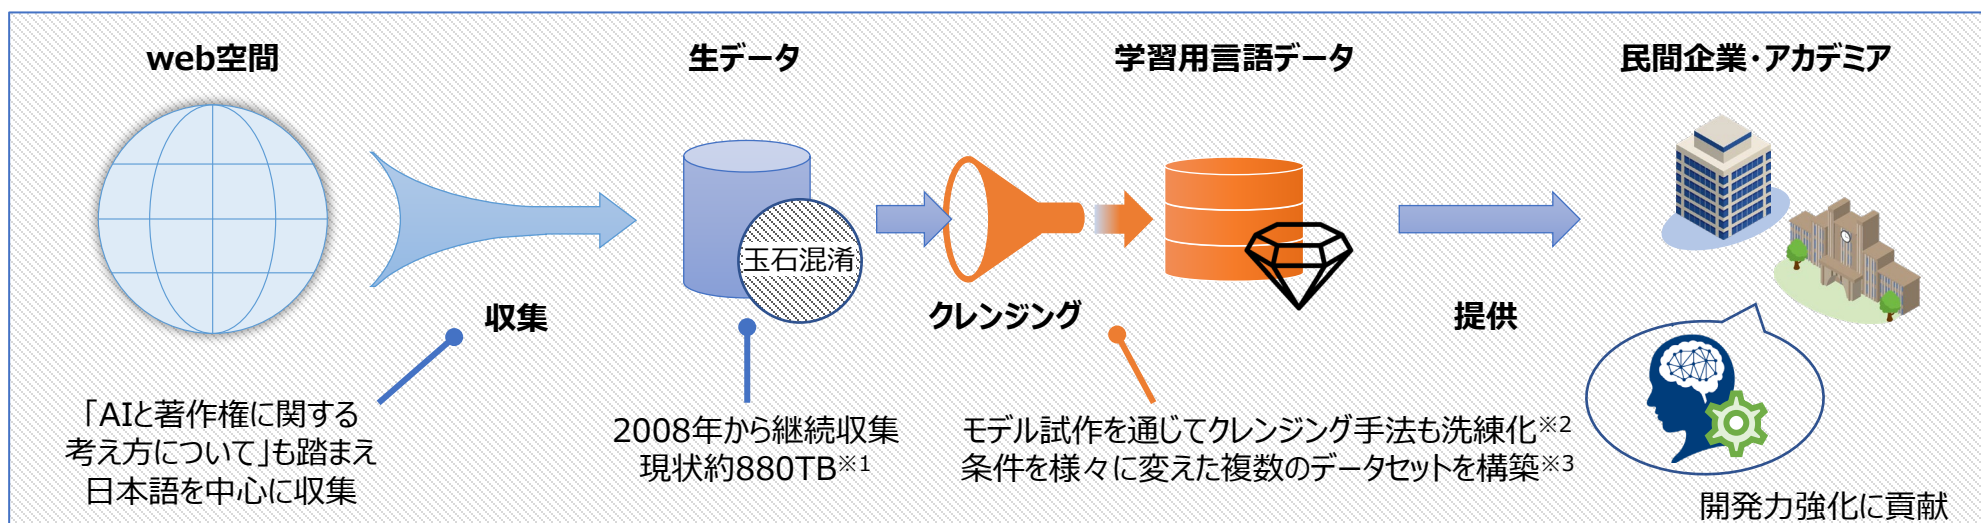 web空間
生データ
学習用言語データ
民間企業・アカデミア
玉石混淆
収集
クレンジング
提供
「AIと著作権に関する
考え方について」も踏まえ
日本語を中心に収集
2008年から継続収集
現状約880TB※1
モデル試作を通じてクレンジング手法も洗練化※2
条件を様々に変えた複数のデータセットを構築※3
開発力強化に貢献